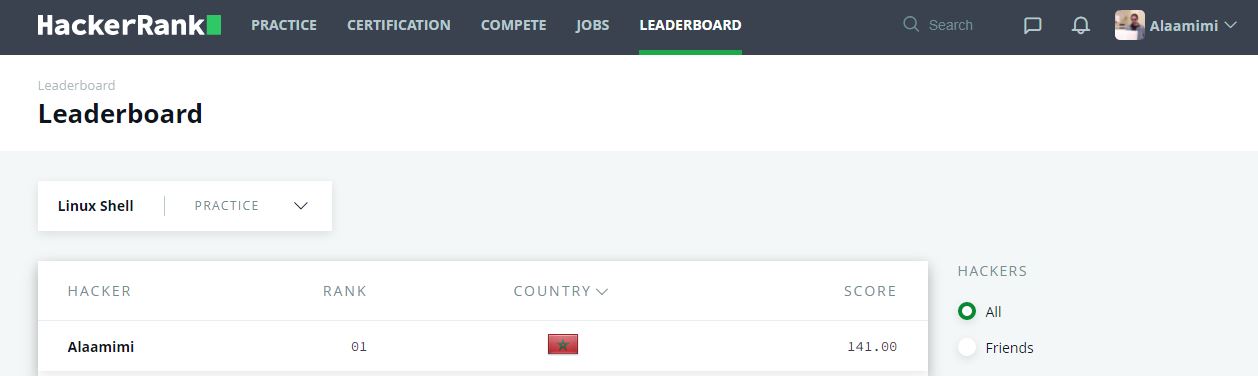 HackerRank PRACTICE CERTIFICATION COMPETE JOBS LEADERBOARD Search Alaamimi
Leaderboard
Leaderboard
Linux Shell PRACTICE
HACKER RANK COUNTRY SCORE
Alaamimi 01 141.00
HACKERS
All
Friends